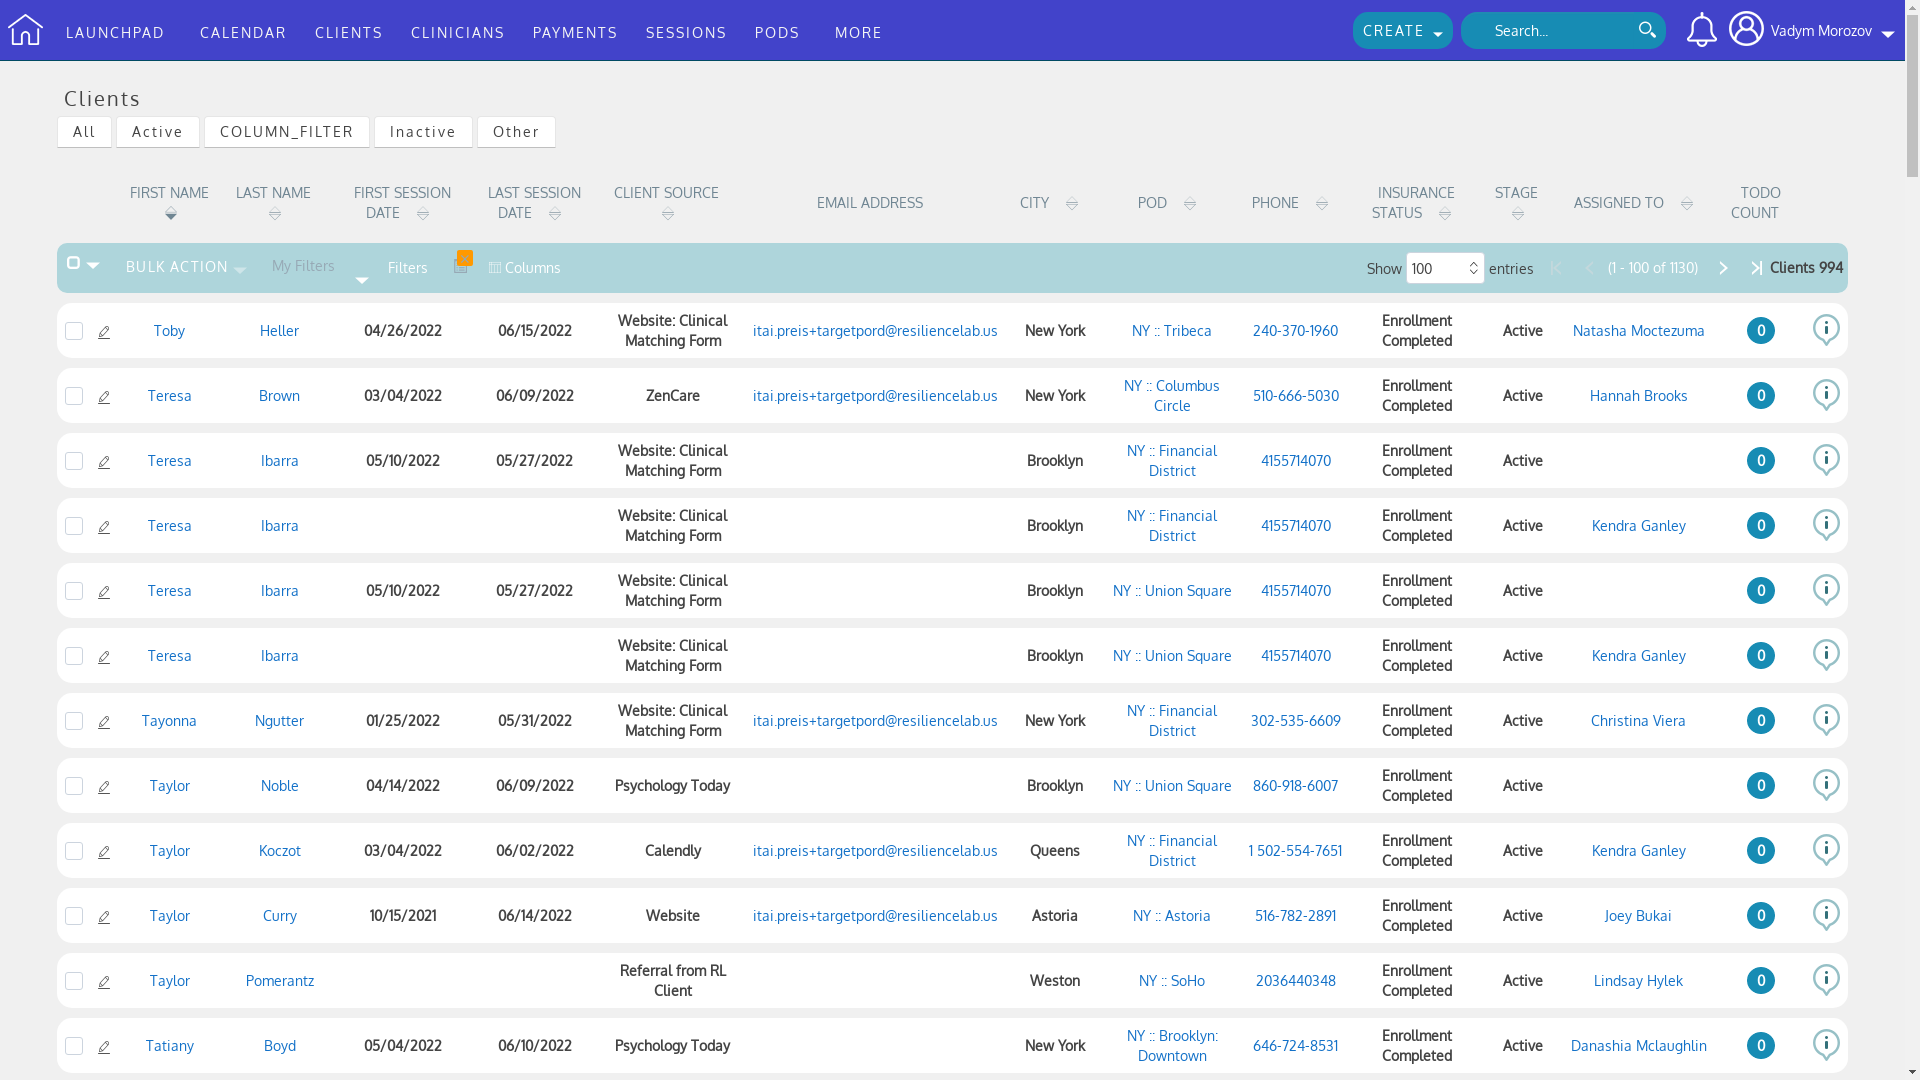 LAUNCHPAD CALENDAR CLIENTS CLINICIANS PAYMENTS SESSIONS PODS MORE CREATE Search... Vadym Morozov
Clients
All Active COLUMN_FILTER Inactive Other
FIRST NAME LAST NAME FIRST SESSION DATE LAST SESSION DATE CLIENT SOURCE EMAIL ADDRESS CITY POD PHONE INSURANCE STATUS STAGE ASSIGNED TO TODO COUNT
BULK ACTION My Filters Filters Columns Show 100 entries (1 - 100 of 1130) Clients 994
Toby Heller 04/26/2022 06/15/2022 Website: Clinical Matching Form itai.preis+targetpord@resiliencelab.us New York NY :: Tribeca 240-370-1960 Enrollment Completed Active Natasha Moctezuma 0
Teresa Brown 03/04/2022 06/09/2022 ZenCare itai.preis+targetpord@resiliencelab.us New York NY :: Columbus Circle 510-666-5030 Enrollment Completed Active Hannah Brooks 0
Teresa Ibarra 05/10/2022 05/27/2022 Website: Clinical Matching Form Brooklyn NY :: Financial District 4155714070 Enrollment Completed Active 0
Teresa Ibarra Website: Clinical Matching Form Brooklyn NY :: Financial District 4155714070 Enrollment Completed Active Kendra Ganley 0
Teresa Ibarra 05/10/2022 05/27/2022 Website: Clinical Matching Form Brooklyn NY :: Union Square 4155714070 Enrollment Completed Active 0
Teresa Ibarra Website: Clinical Matching Form Brooklyn NY :: Union Square 4155714070 Enrollment Completed Active Kendra Ganley 0
Tayonna Ngutter 01/25/2022 05/31/2022 Website: Clinical Matching Form itai.preis+targetpord@resiliencelab.us New York NY :: Financial District 302-535-6609 Enrollment Completed Active Christina Viera 0
Taylor Noble 04/14/2022 06/09/2022 Psychology Today Brooklyn NY :: Union Square 860-918-6007 Enrollment Completed Active 0
Taylor Koczot 03/04/2022 06/02/2022 Calendly itai.preis+targetpord@resiliencelab.us Queens NY :: Financial District 1 502-554-7651 Enrollment Completed Active Kendra Ganley 0
Taylor Curry 10/15/2021 06/14/2022 Website itai.preis+targetpord@resiliencelab.us Astoria NY :: Astoria 516-782-2891 Enrollment Completed Active Joey Bukai 0
Taylor Pomerantz Referral from RL Client Weston NY :: SoHo 2036440348 Enrollment Completed Active Lindsay Hylek 0
Tatiany Boyd 05/04/2022 06/10/2022 Psychology Today New York NY :: Brooklyn: Downtown 646-724-8531 Enrollment Completed Active Danashia Mclaughlin 0